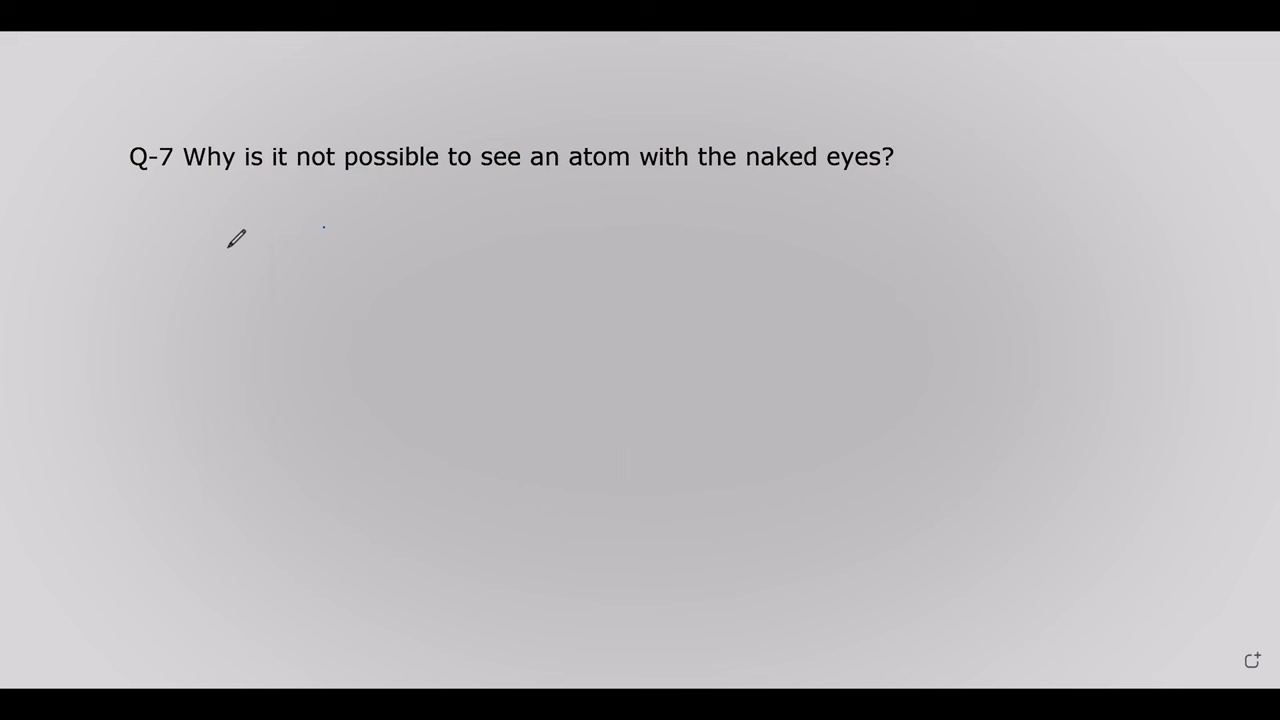 Q-7 Why is it not possible to see an atom with the naked eyes?